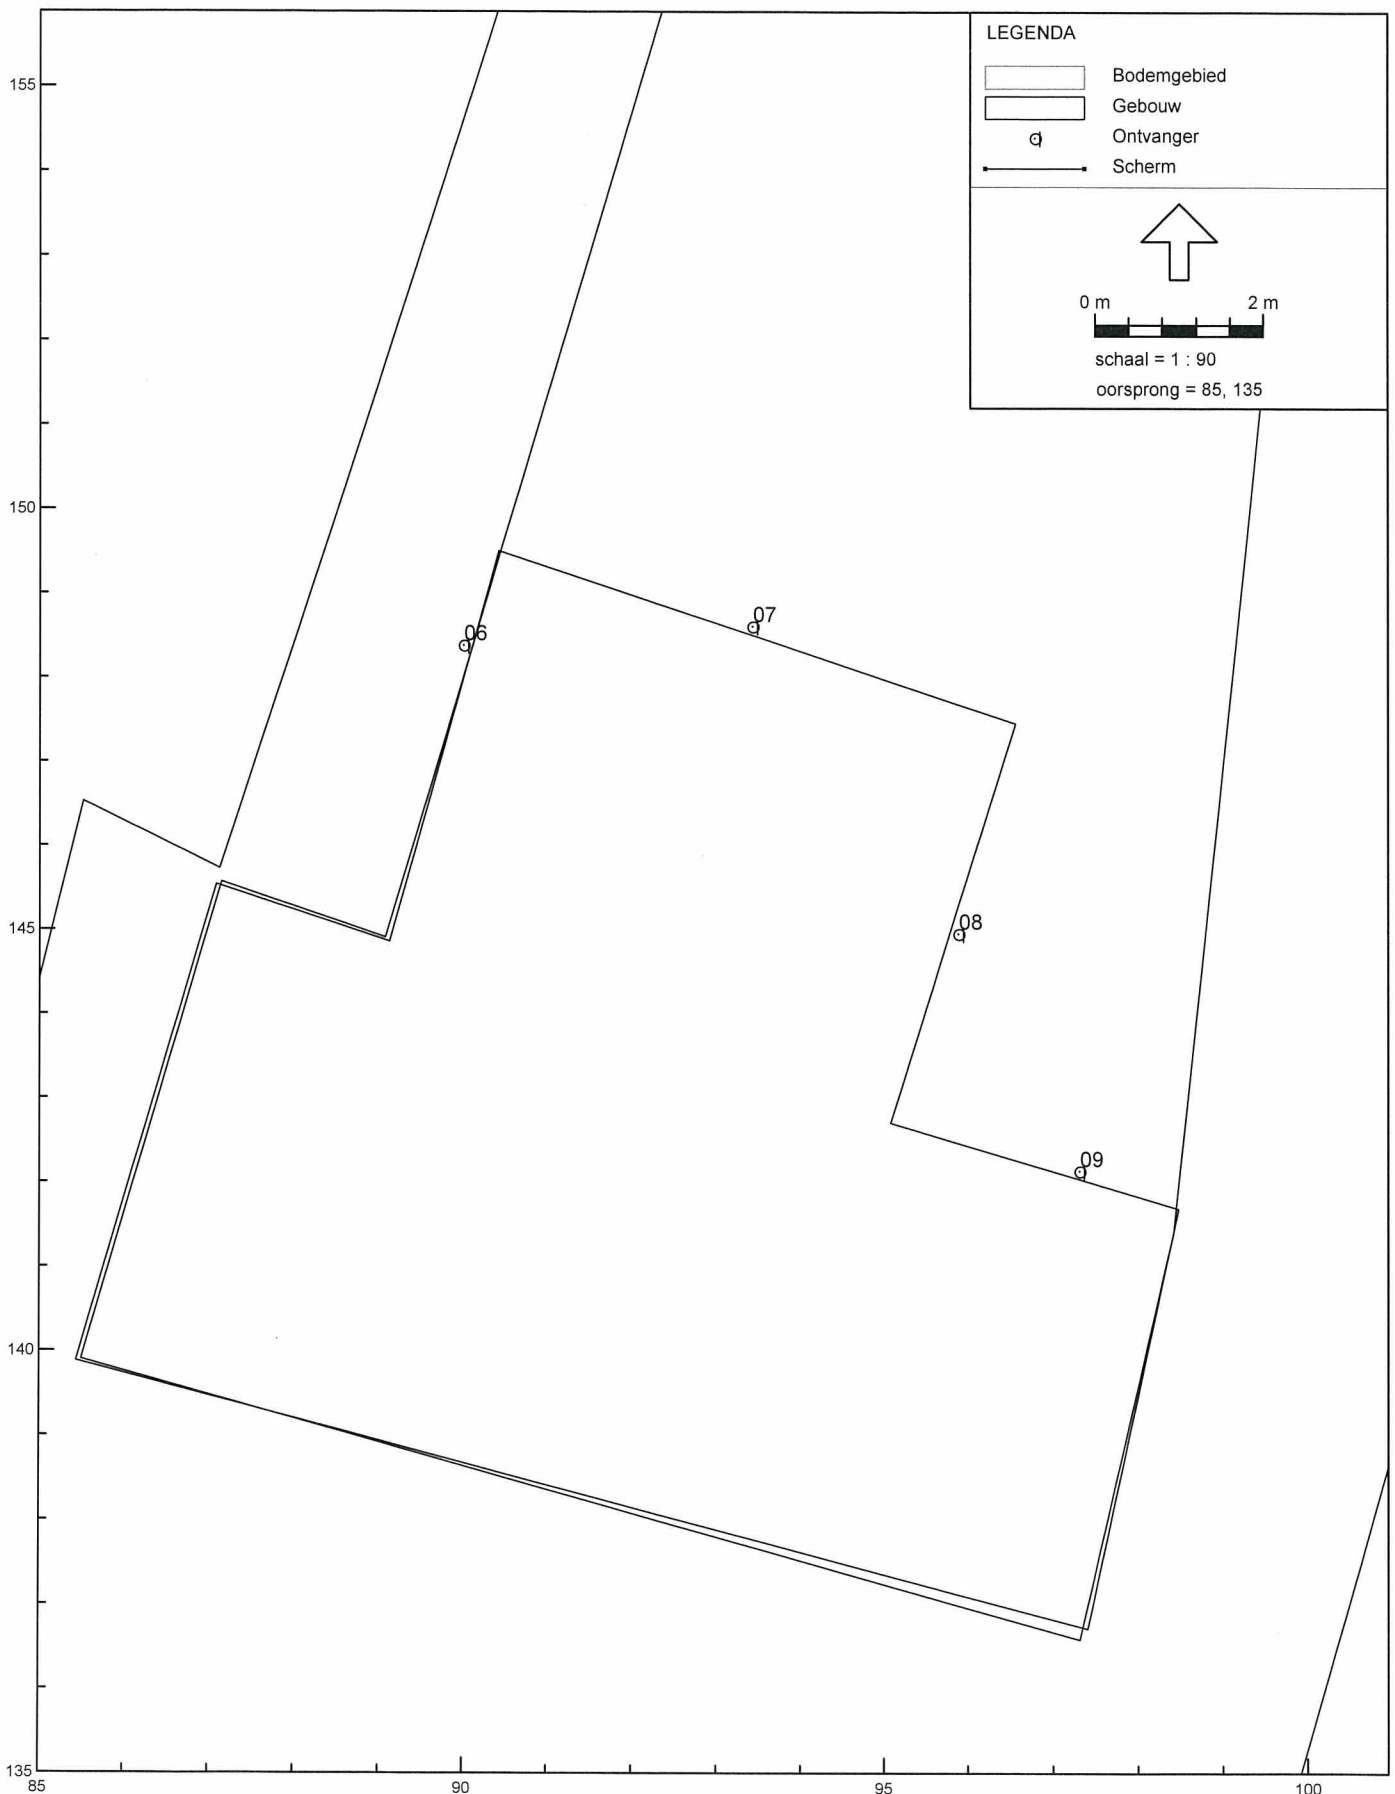 LEGENDA
Bodemgebied
Gebouw
Ontvanger
Scherm
0 m 2 m
schaal = 1 : 90
oorsprong = 85, 135
155
150
07
06
145
08
09
140
135
85 90 95 100